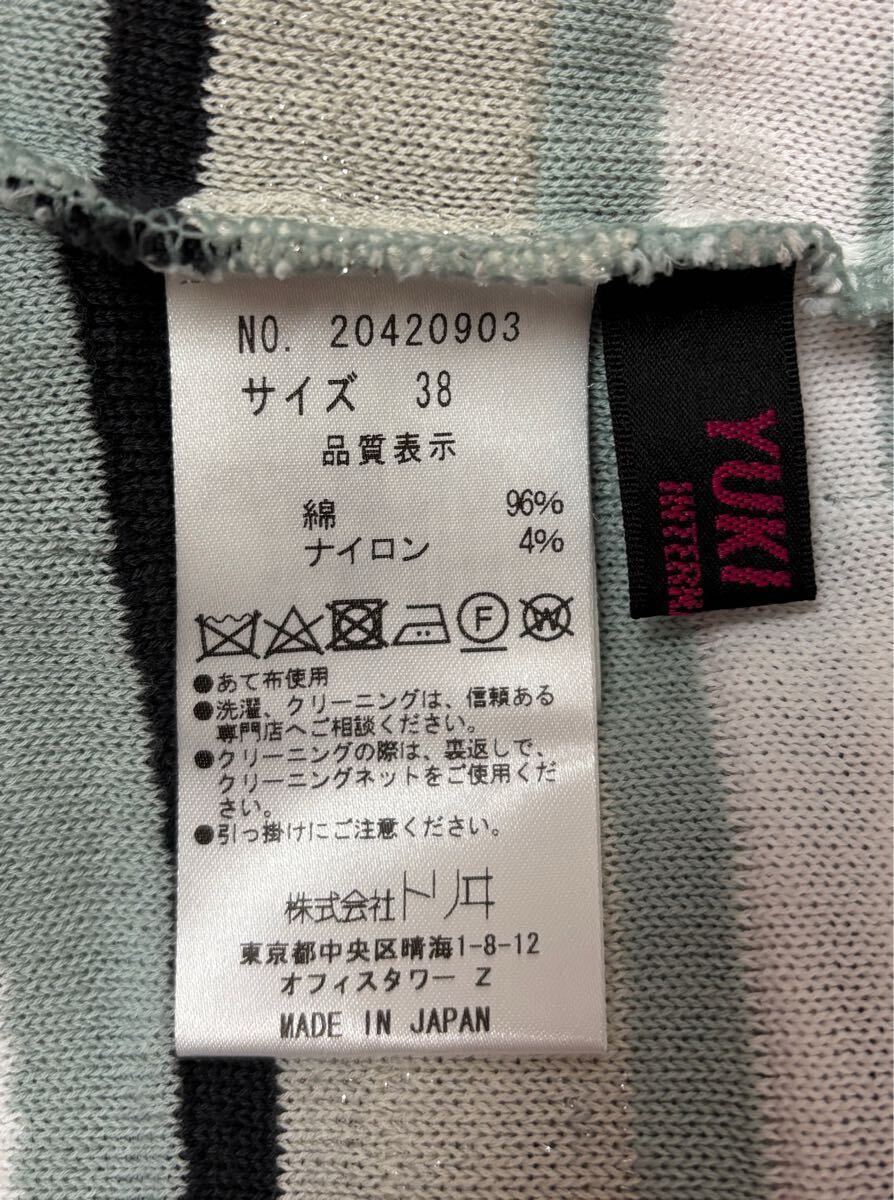 NO. 20420903
サイズ 38
品質表示
綿 96%
ナイロン 4%
F W
●あて布使用
●洗濯、クリーニングは、信頼ある
専門店へご相談ください。
●クリーニングの際は、裏返しで、
クリーニングネットをご使用くだ
さい。
●引っ掛けにご注意ください。
株式会社トリヰ
東京都中央区晴海1-8-12
オフィスタワー Z
MADE IN JAPAN
YUKI
INTERN